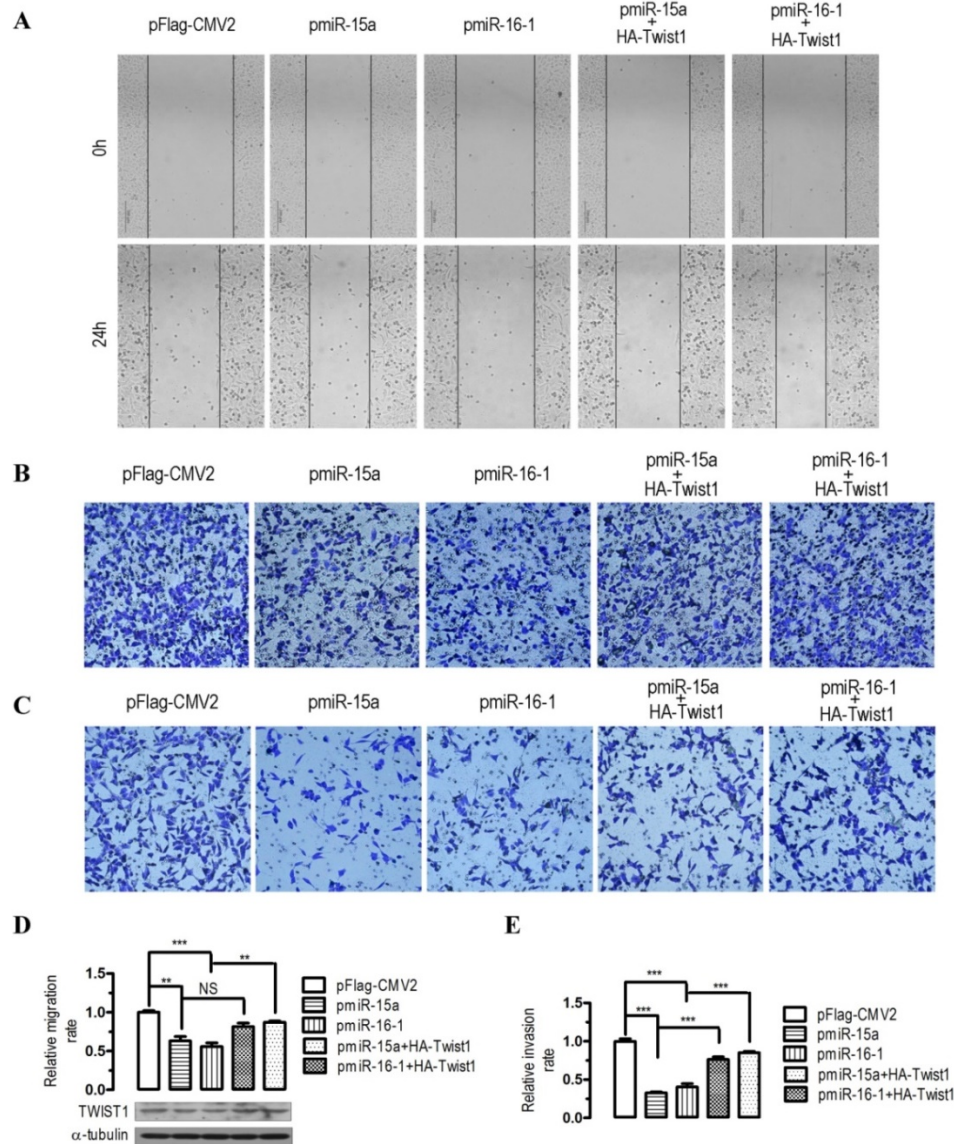 A
pFlag-CMV2
pmiR-15a
pmiR-16-1
pmiR-15a
+
HA-Twist1
pmiR-16-1
+
HA-Twist1
0h
24h
B
pFlag-CMV2
pmiR-15a
pmiR-16-1
pmiR-15a
+
HA-Twist1
pmiR-16-1
+
HA-Twist1
C
pFlag-CMV2
pmiR-15a
pmiR-16-1
pmiR-15a
+
HA-Twist1
pmiR-16-1
+
HA-Twist1
D
Relative migration
rate
1.5
1.0
0.5
0.0
***
**
**
NS
pFlag-CMV2
pmiR-15a
pmiR-16-1
pmiR-15a+HA-Twist1
pmiR-16-1+HA-Twist1
TWIST1
α-tubulin
E
Relative invasion
rate
1.5
1.0
0.5
0.0
***
***
***
***
pFlag-CMV2
pmiR-15a
pmiR-16-1
pmiR-15a+HA-Twist1
pmiR-16-1+HA-Twist1